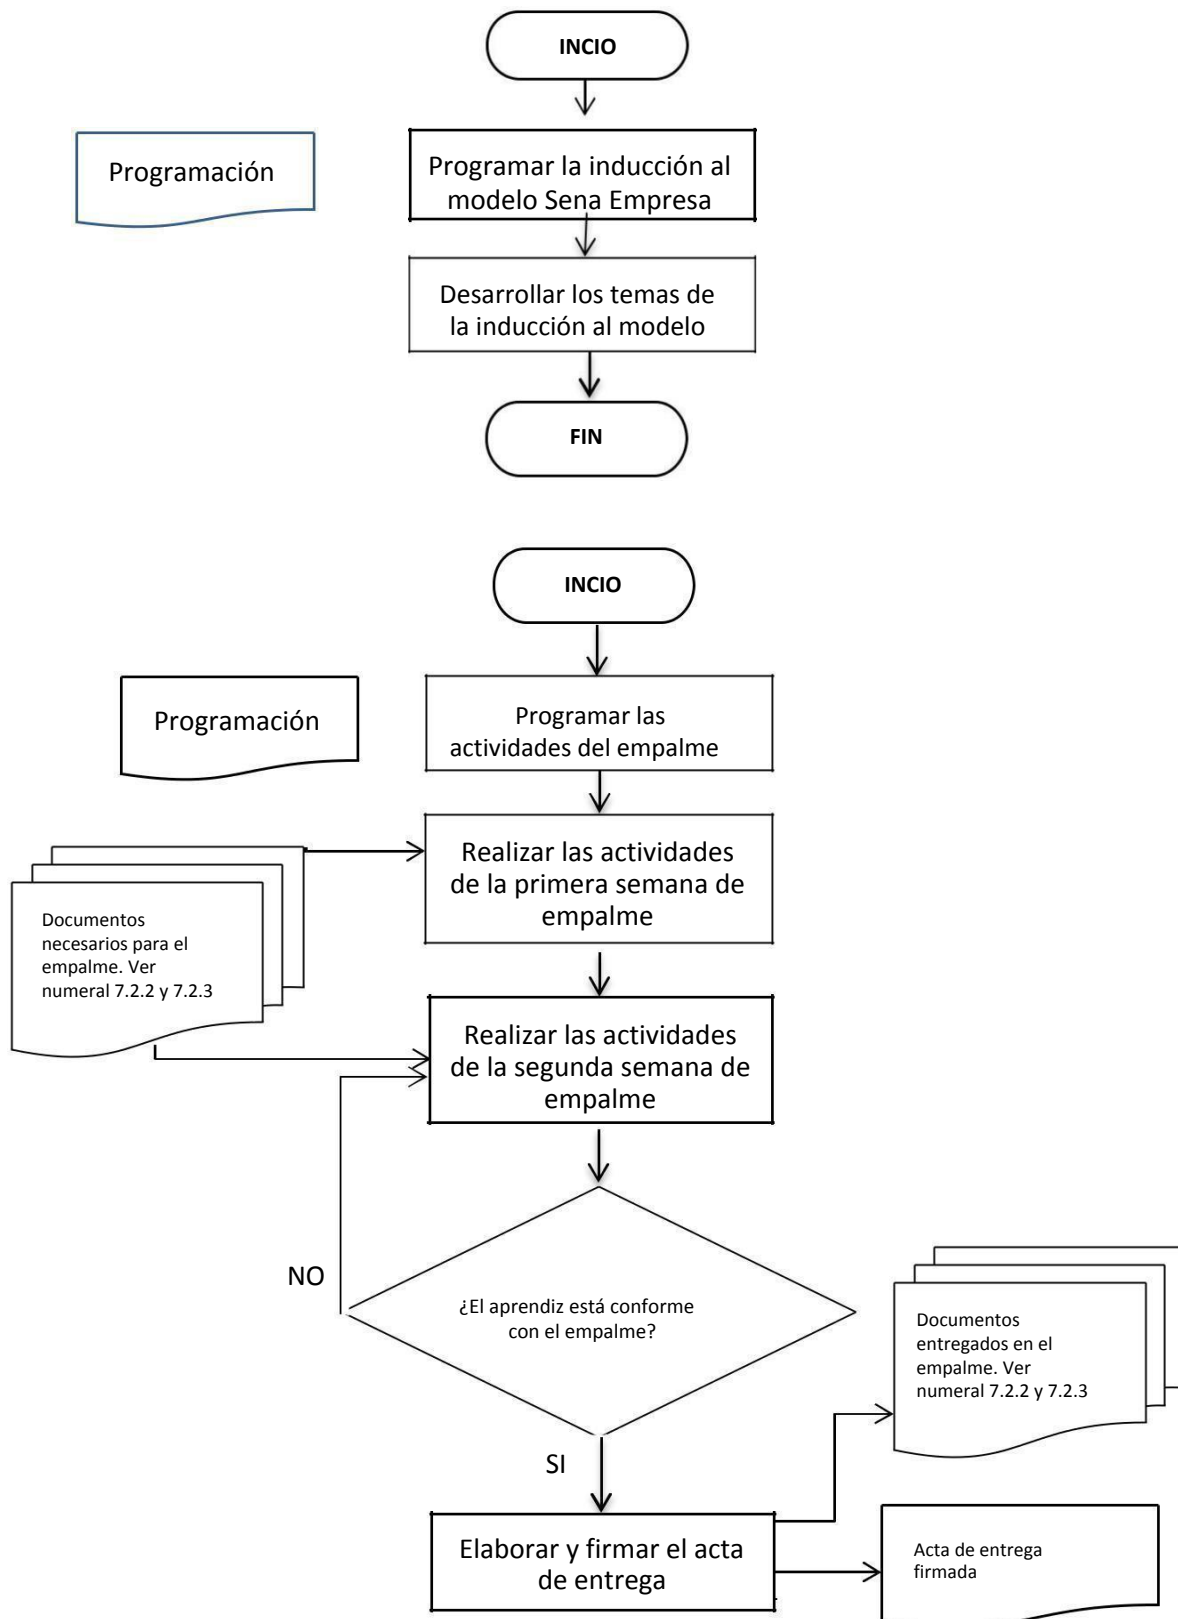 INCIO
Programación
Programar la inducción al
modelo Sena Empresa
Desarrollar los temas de
la inducción al modelo
FIN
INCIO
Programación
Programar las
actividades del empalme
Realizar las actividades
de la primera semana de
empalme
Documentos
necesarios para el
empalme. Ver
numeral 7.2.2 y 7.2.3
Realizar las actividades
de la segunda semana de
empalme
NO
¿El aprendiz está conforme
con el empalme?
Documentos
entregados en el
empalme. Ver
numeral 7.2.2 y 7.2.3
SI
Elaborar y firmar el acta
de entrega
Acta de entrega
firmada